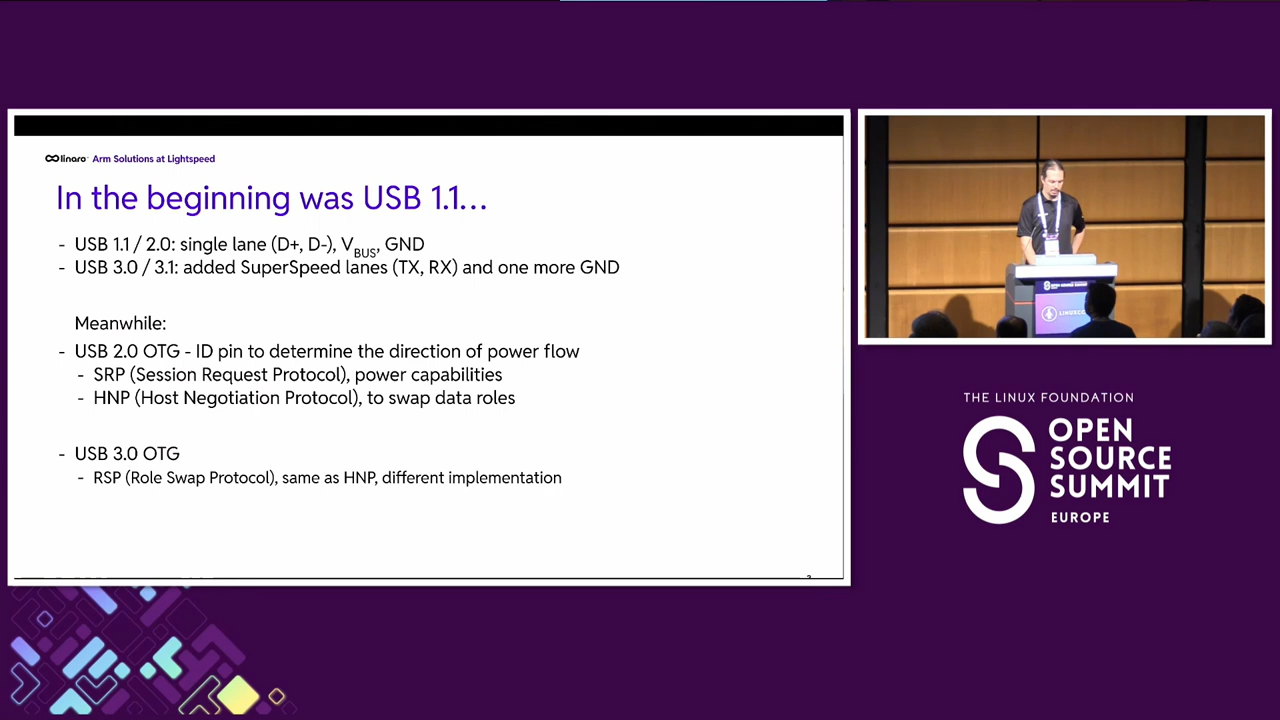 linaro Arm Solutions at Lightspeed
In the beginning was USB 1.1...
- USB 1.1 / 2.0: single lane (D+, D-), VBUS, GND
- USB 3.0 / 3.1: added SuperSpeed lanes (TX, RX) and one more GND
Meanwhile:
- USB 2.0 OTG - ID pin to determine the direction of power flow
- SRP (Session Request Protocol), power capabilities
- HNP (Host Negotiation Protocol), to swap data roles
- USB 3.0 OTG
- RSP (Role Swap Protocol), same as HNP, different implementation
OPEN SOURCE SUMMIT
THE LINUX FOUNDATION
OPEN
SOURCE
SUMMIT
EUROPE